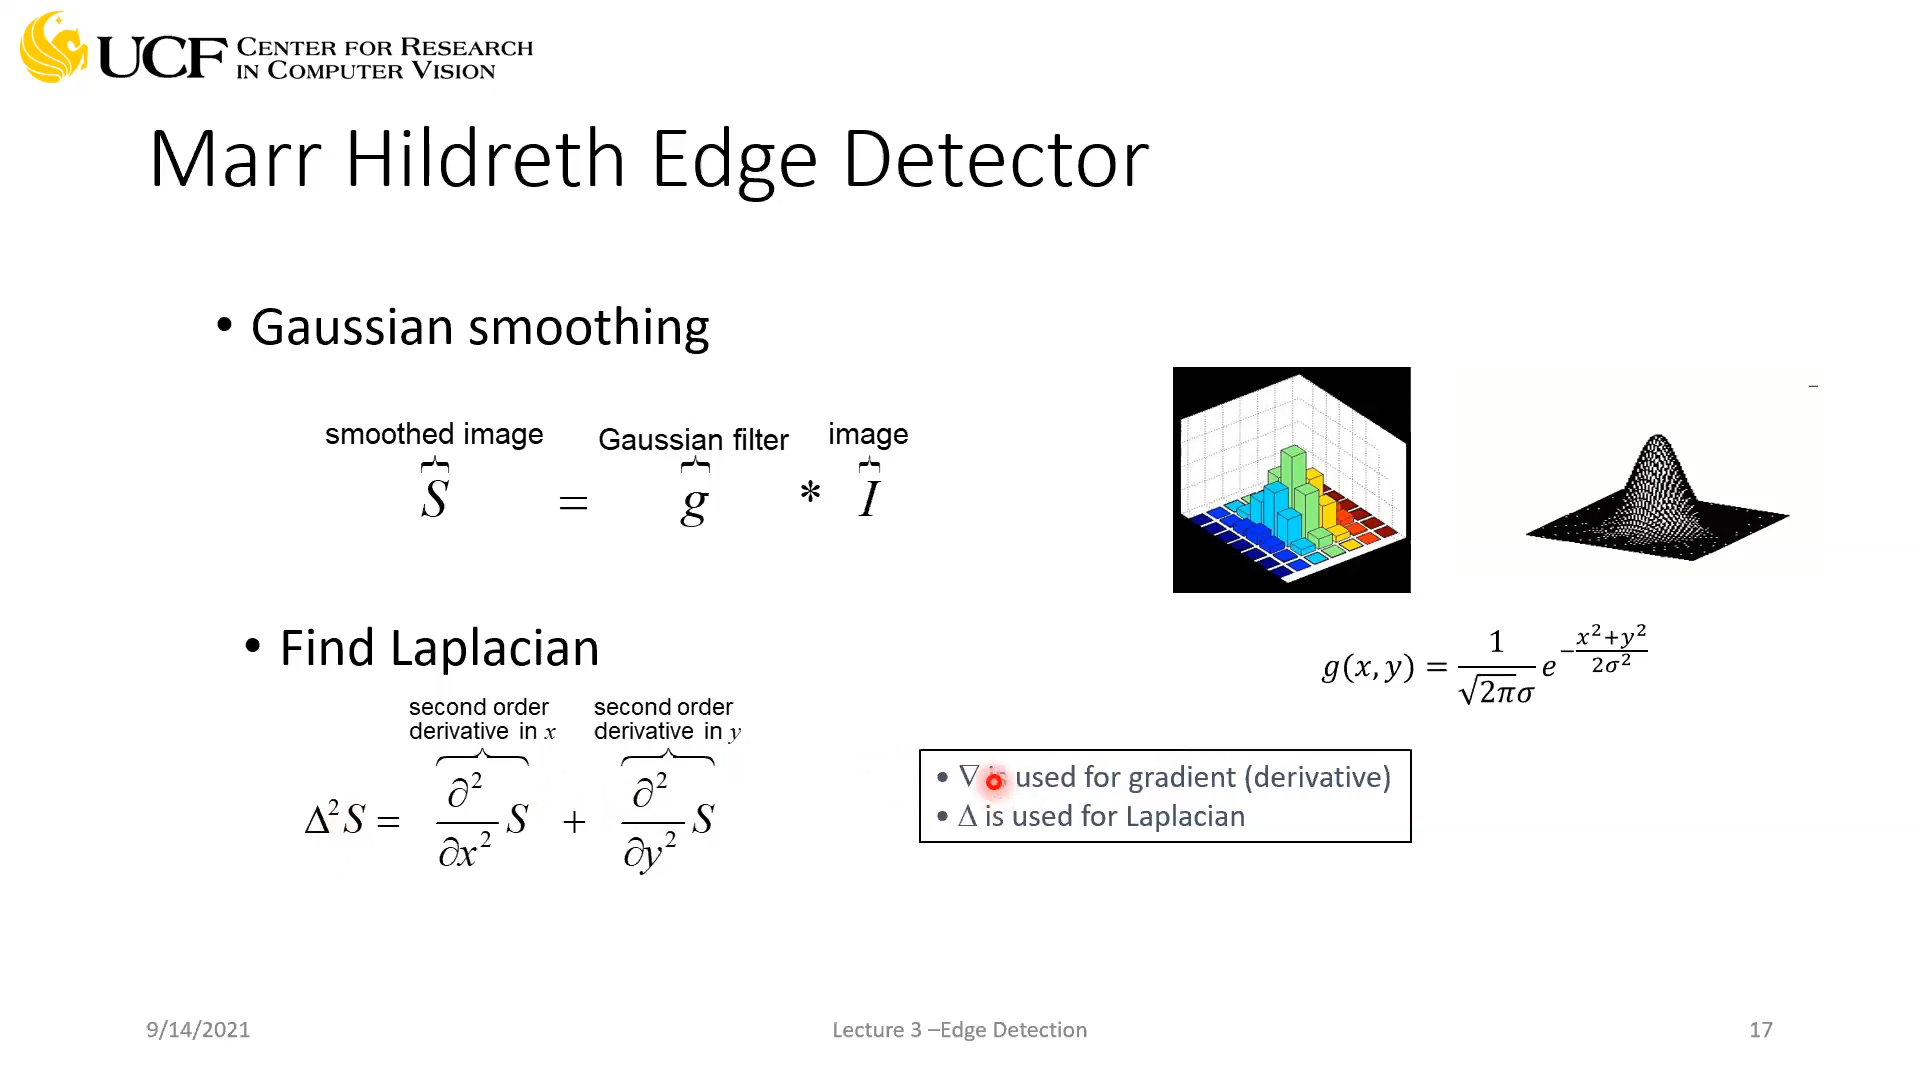 UCF CENTER FOR RESEARCH
IN COMPUTER VISION
Marr Hildreth Edge Detector
• Gaussian smoothing
smoothed image Gaussian filter image
S = g * I
• Find Laplacian
second order second order
derivative in x derivative in y
Δ²S = ∂²/∂x² S + ∂²/∂y² S
g(x, y) = 1/(√2πσ) e^−(x²+y²)/(2σ²)
• ∇ is used for gradient (derivative)
• Δ is used for Laplacian
9/14/2021 Lecture 3 –Edge Detection 17